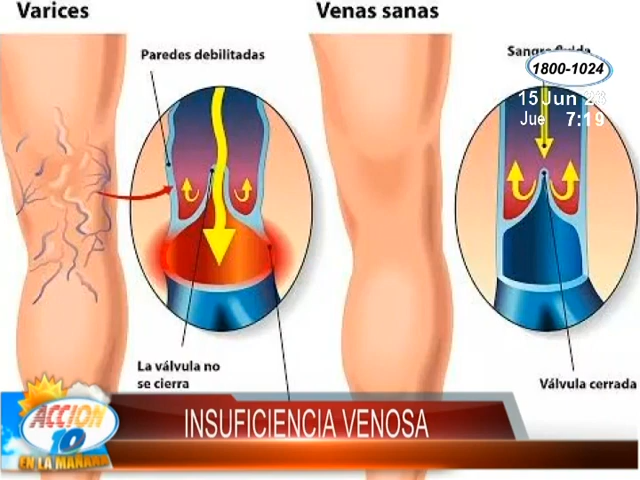 Varices
Venas sanas
Paredes debilitadas
1800-1024
15 Jun 23
Jue 7:19
La válvula no
se cierra
Válvula cerrada
ACCION
10
EN LA MAÑANA
INSUFICIENCIA VENOSA